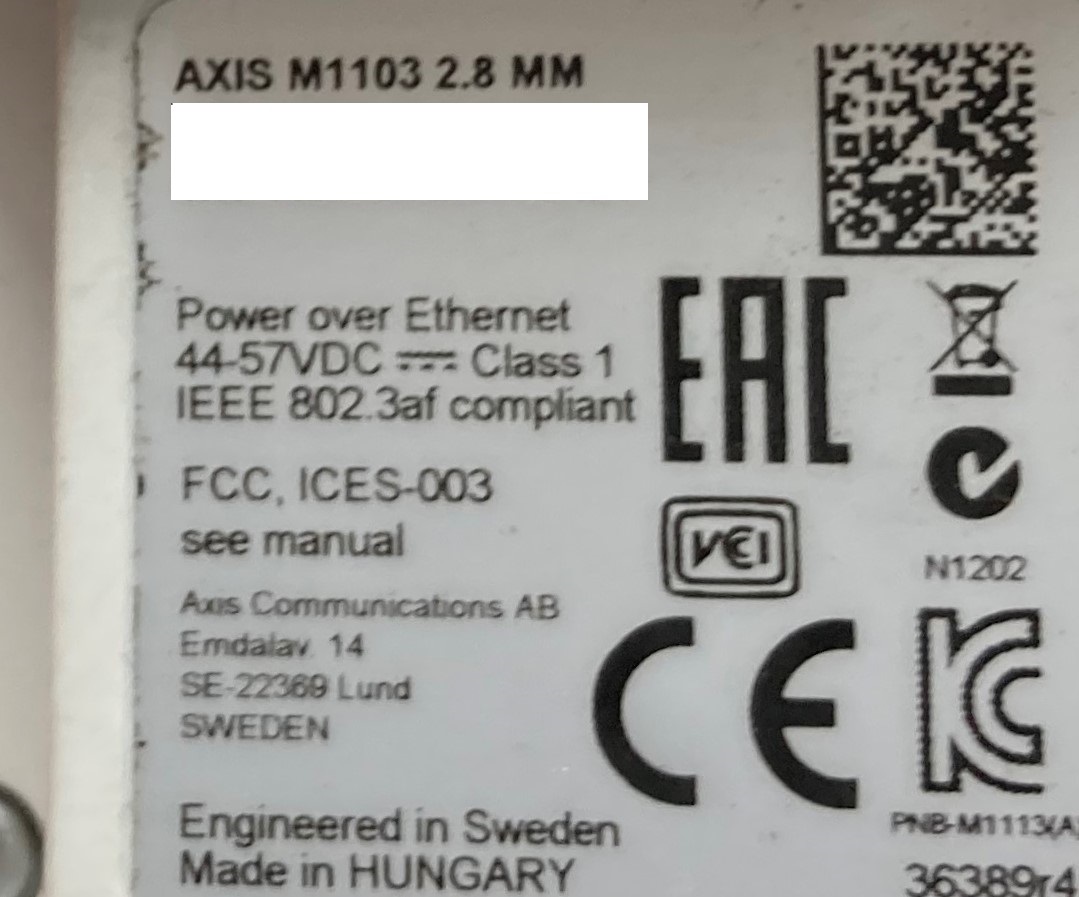 AXIS M1103 2.8 MM
Power over Ethernet
44-57VDC Class 1
IEEE 802.3af compliant
EAC
FCC, ICES-003
see manual
VCCI
N1202
Axis Communications AB
Emdalav. 14
SE-22369 Lund
SWEDEN
CE
KC
Engineered in Sweden
Made in HUNGARY
PNB-M1113(A)
36389r4